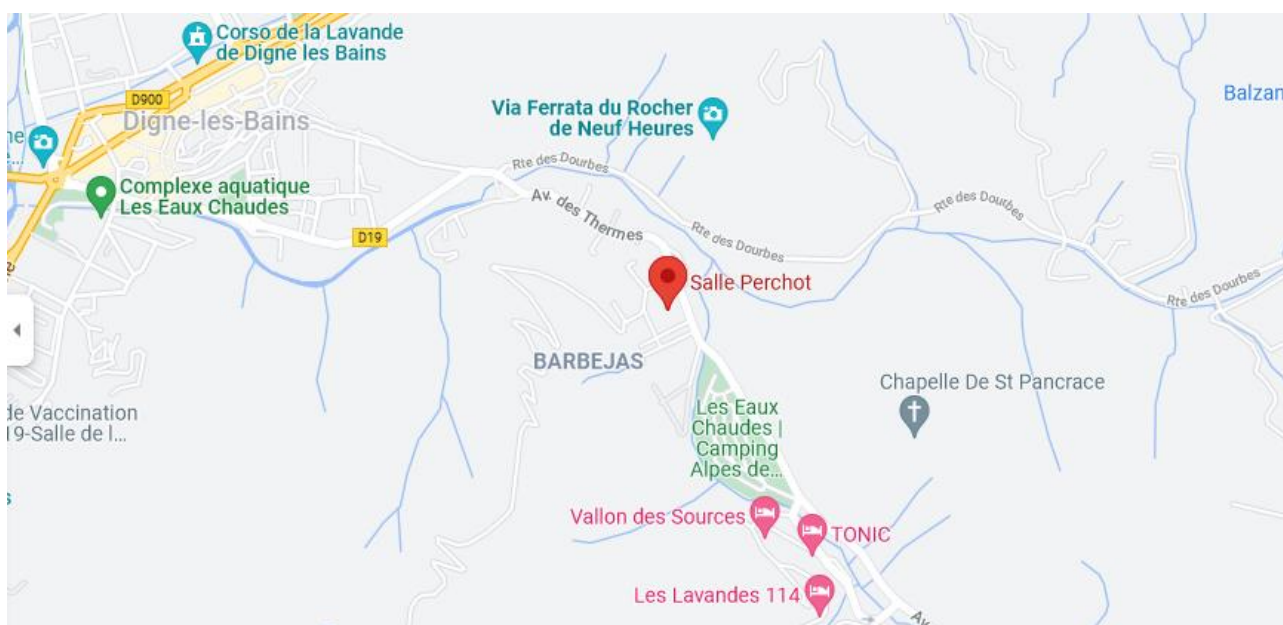 Corso de la Lavande
de Digne les Bains
D900
Digne-les-Bains
Via Ferrata du Rocher
de Neuf Heures
Balzan
ne
e...
Complexe aquatique
Les Eaux Chaudes
Rte des Dourbes
Av. des Thermes
D19
Rte des Dourbes
Rte des Dourbes
Rte des Dourbes
Salle Perchot
BARBEJAS
Chapelle De St Pancrace
de Vaccination
19-Salle de l...
Les Eaux
Chaudes |
Camping
Alpes de...
s
Vallon des Sources
TONIC
Les Lavandes 114
Av